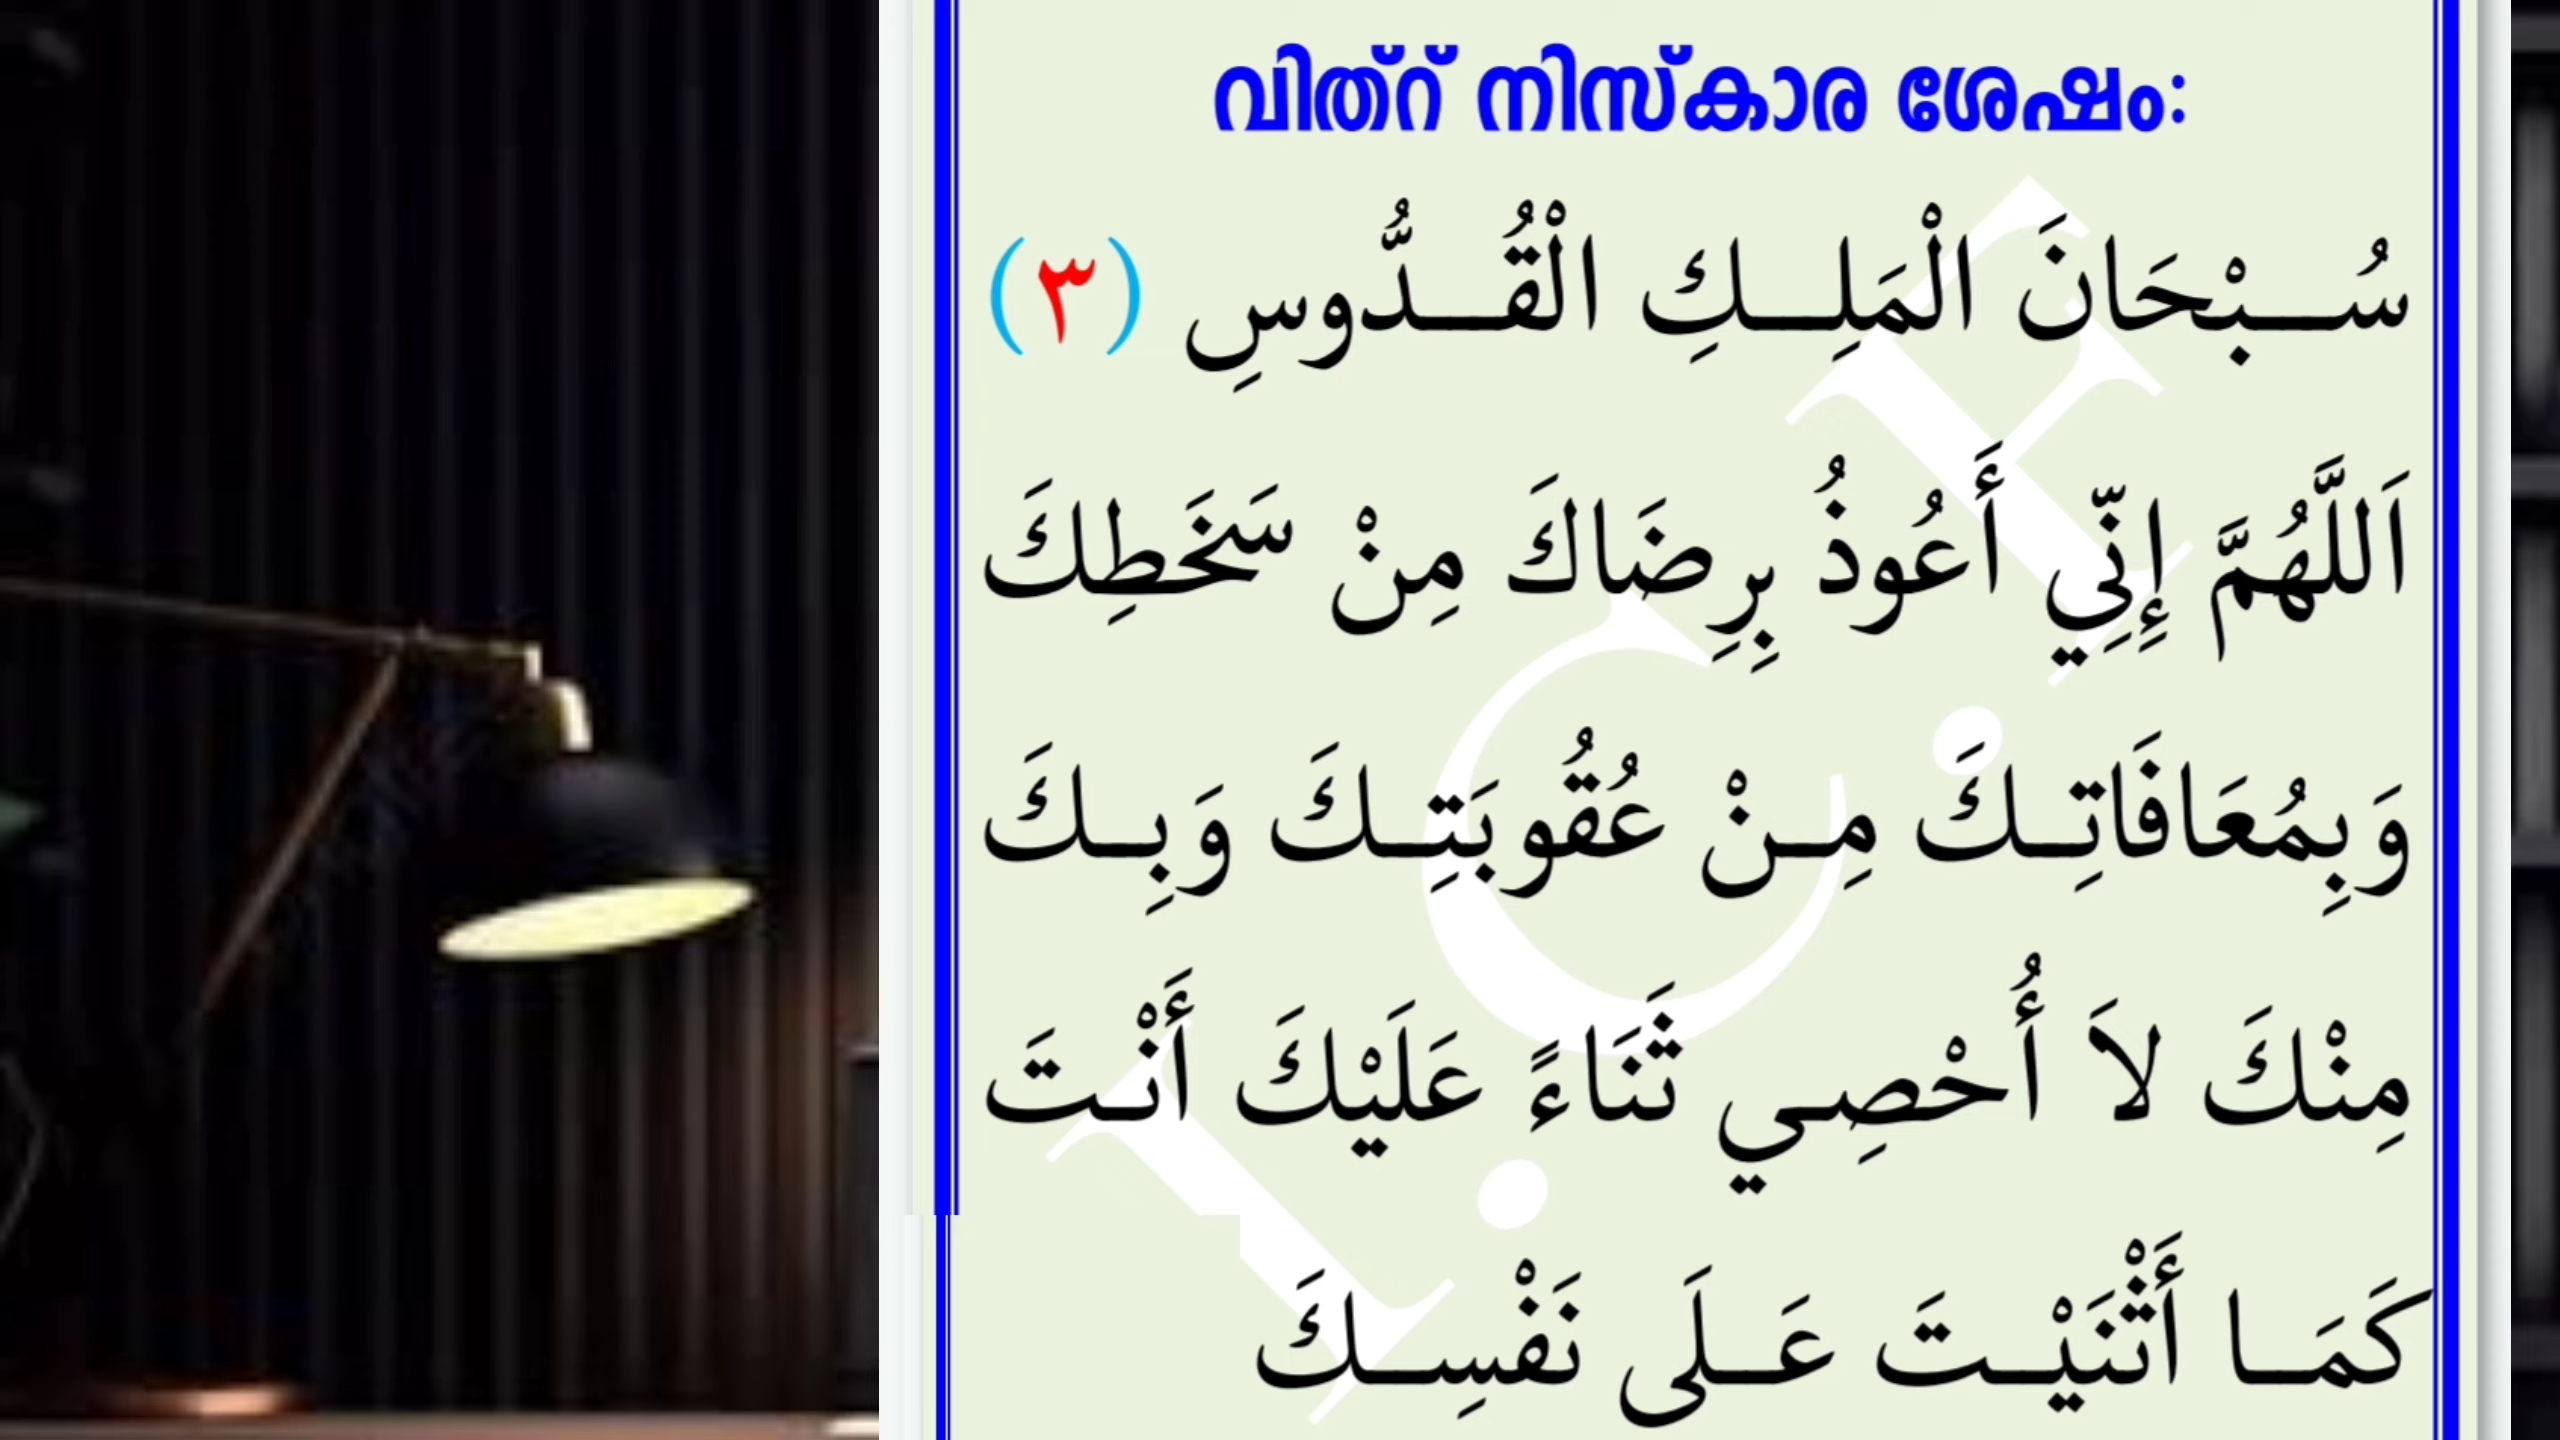 വിത്റ് നിസ്കാര ശേഷം:
سُبْحَانَ الْمَلِكِ الْقُدُّوسِ (٣)
اَللَّهُمَّ إِنِّي أَعُوذُ بِرِضَاكَ مِنْ سَخَطِكَ
وَبِمُعَافَاتِكَ مِنْ عُقُوبَتِكَ وَبِكَ
مِنْكَ لاَ أُحْصِي ثَنَاءً عَلَيْكَ أَنْتَ
كَمَا أَثْنَيْتَ عَلَى نَفْسِكَ
I.C.F